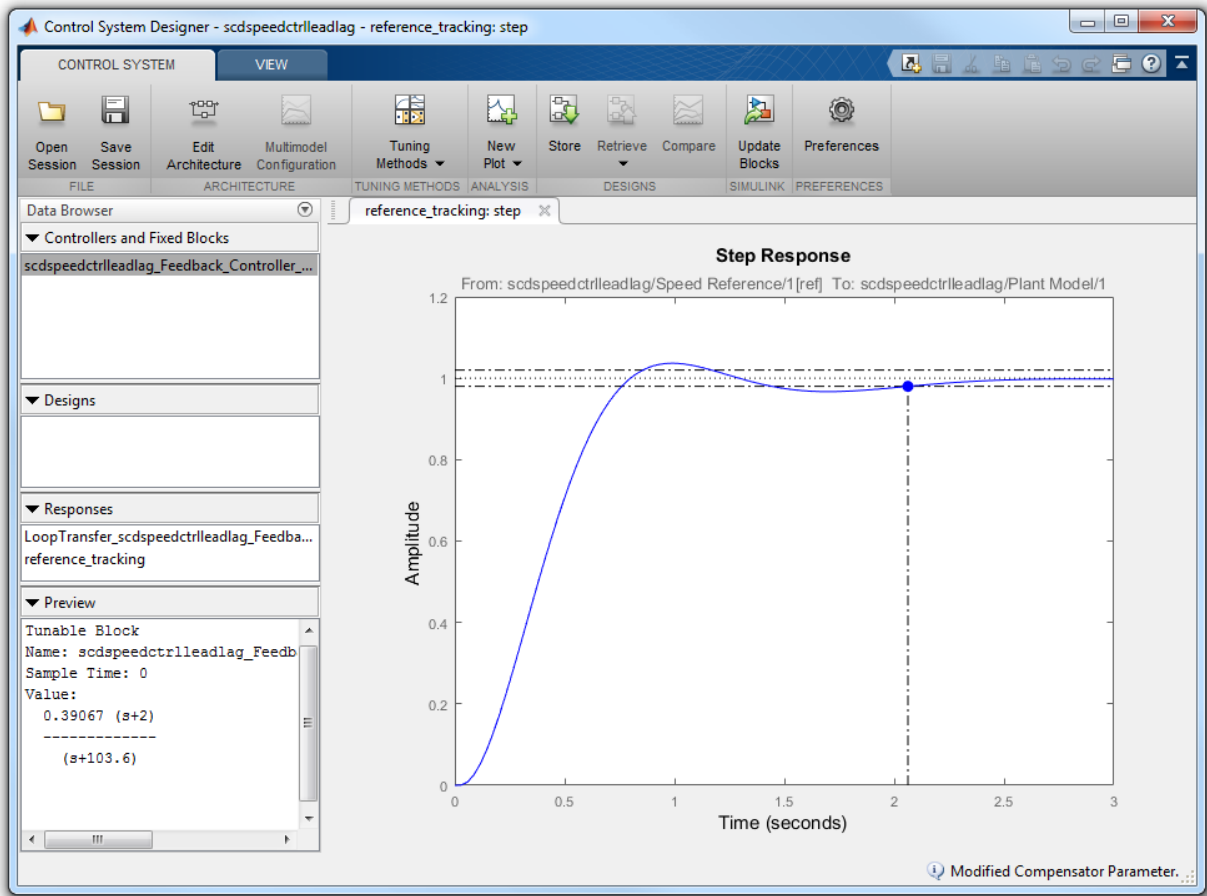 Control System Designer - scdspeedctrlleadlag - reference_tracking: step
CONTROL SYSTEM
VIEW
Open Session
Save Session
Edit Architecture
Multimodel Configuration
Tuning Methods
New Plot
Store
Retrieve
Compare
Update Blocks
Preferences
FILE
ARCHITECTURE
TUNING METHODS
ANALYSIS
DESIGNS
SIMULINK
PREFERENCES
Data Browser
Controllers and Fixed Blocks
scdspeedctrlleadlag_Feedback_Controller_...
Designs
Responses
LoopTransfer_scdspeedctrlleadlag_Feedba...
reference_tracking
Preview
Tunable Block
Name: scdspeedctrlleadlag_Feedb
Sample Time: 0
Value:
0.39067 (s+2)
-------------
(s+103.6)
reference_tracking: step
Step Response
From: scdspeedctrlleadlag/Speed Reference/1[ref] To: scdspeedctrlleadlag/Plant Model/1
Amplitude
1.2
1
0.8
0.6
0.4
0.2
0
0
0.5
1
1.5
2
2.5
3
Time (seconds)
Modified Compensator Parameter.